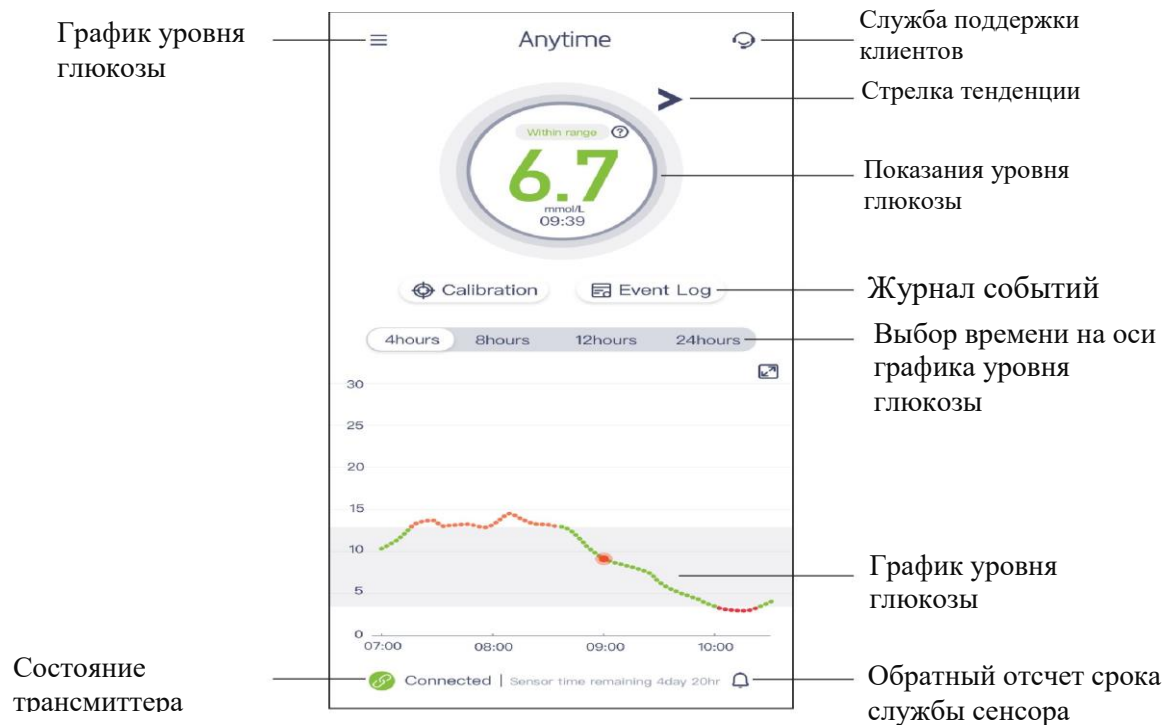 График уровня
глюкозы
Anytime
Служба поддержки
клиентов
Стрелка тенденции
Within range ?
6.7
mmol/L
09:39
Показания уровня
глюкозы
Calibration
Event Log
Журнал событий
4hours 8hours 12hours 24hours
Выбор времени на оси
графика уровня
глюкозы
30
25
20
15
10
5
0
07:00 08:00 09:00 10:00
График уровня
глюкозы
Состояние
трансмиттера
Connected | Sensor time remaining 4day 20hr
Обратный отсчет срока
службы сенсора